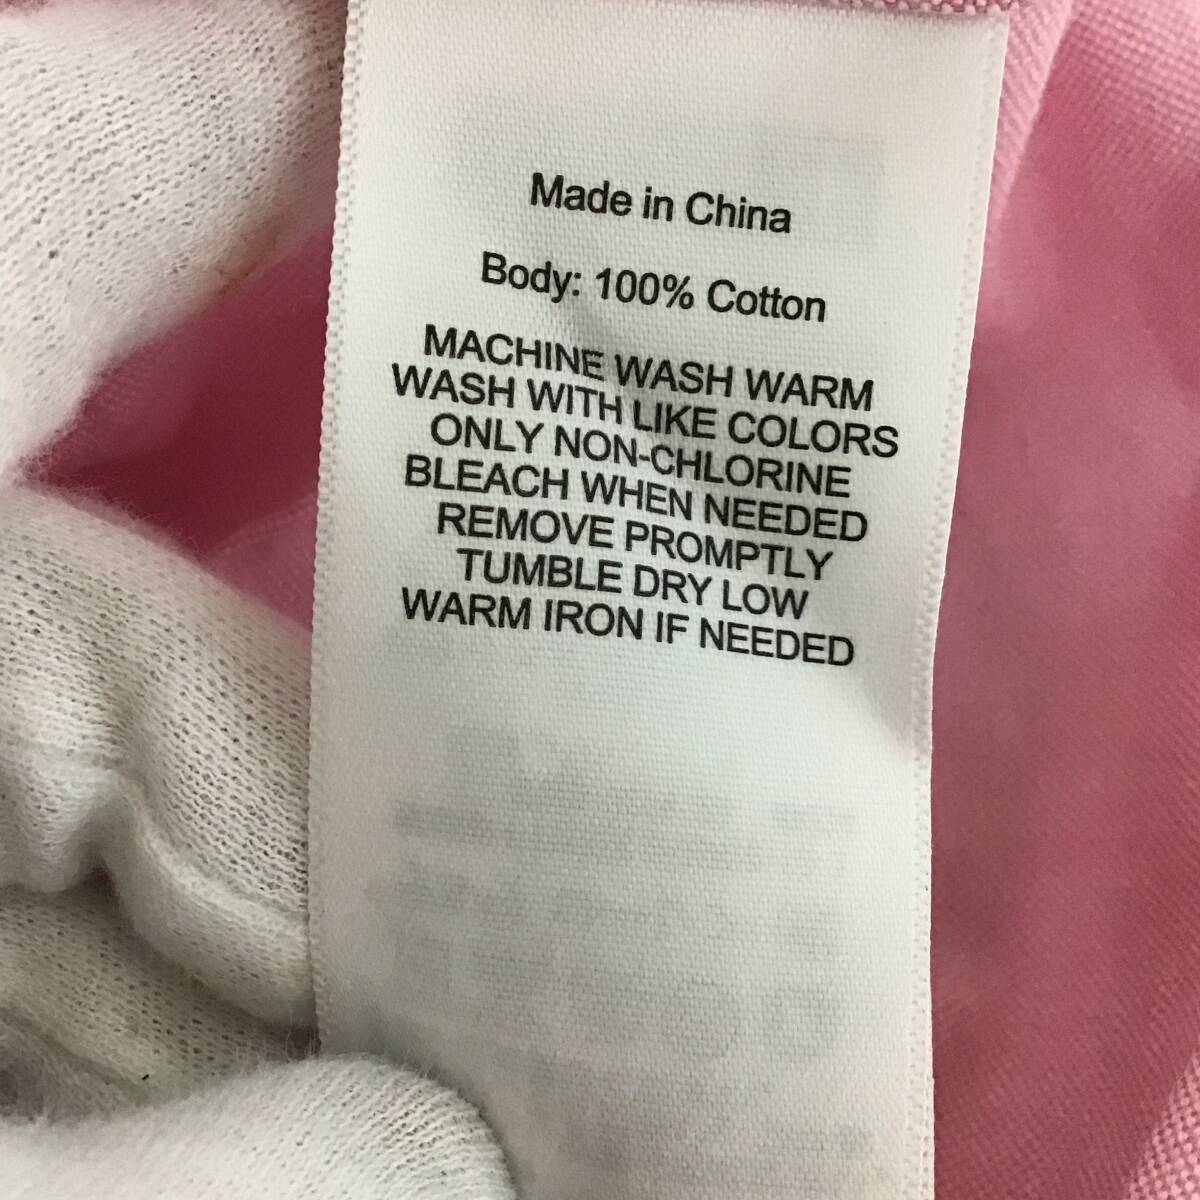 Made in China
Body: 100% Cotton
MACHINE WASH WARM
WASH WITH LIKE COLORS
ONLY NON-CHLORINE
BLEACH WHEN NEEDED
REMOVE PROMPTLY
TUMBLE DRY LOW
WARM IRON IF NEEDED